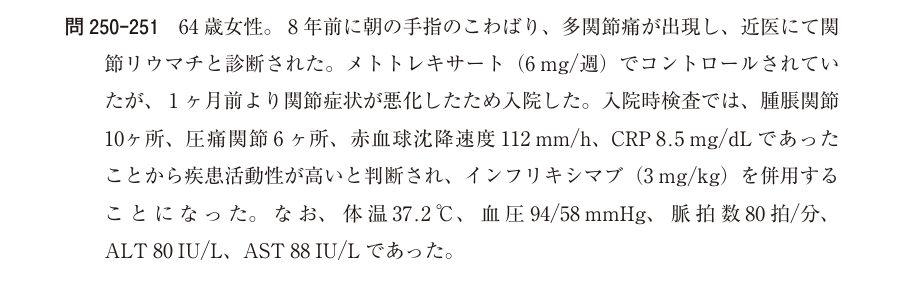 問 250-251　64 歳女性。8 年前に朝の手指のこわばり、多関節痛が出現し、近医にて関
節リウマチと診断された。メトトレキサート（6 mg/週）でコントロールされてい
たが、1 ヶ月前より関節症状が悪化したため入院した。入院時検査では、腫脹関節
10ヶ所、圧痛関節 6 ヶ所、赤血球沈降速度 112 mm/h、CRP 8.5 mg/dL であった
ことから疾患活動性が高いと判断され、インフリキシマブ（3 mg/kg）を併用する
ことになった。なお、体温 37.2 ℃、血圧 94/58 mmHg、脈拍数 80 拍/分、
ALT 80 IU/L、AST 88 IU/L であった。